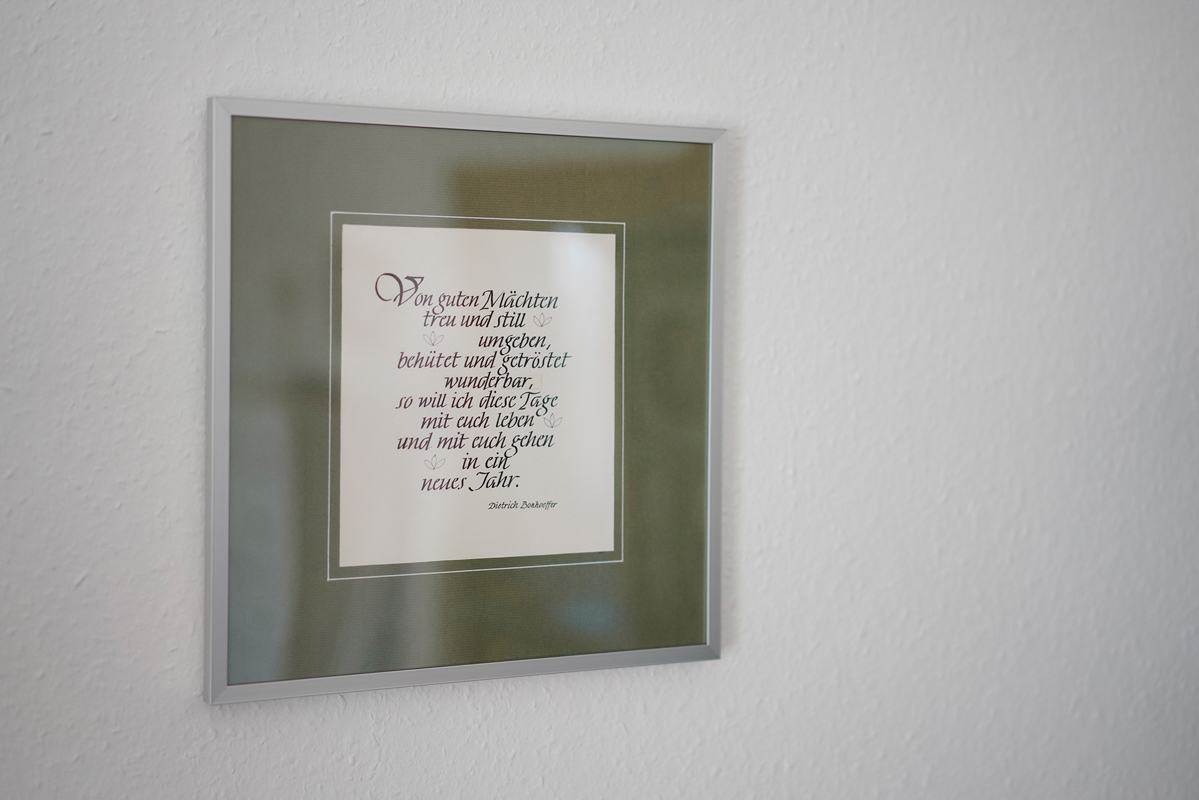 Von guten Mächten
treu und still
umgeben,
behütet und getröstet
wunderbar,
so will ich diese Tage
mit euch leben
und mit euch gehen
in ein
neues Jahr.
Dietrich Bonhoeffer